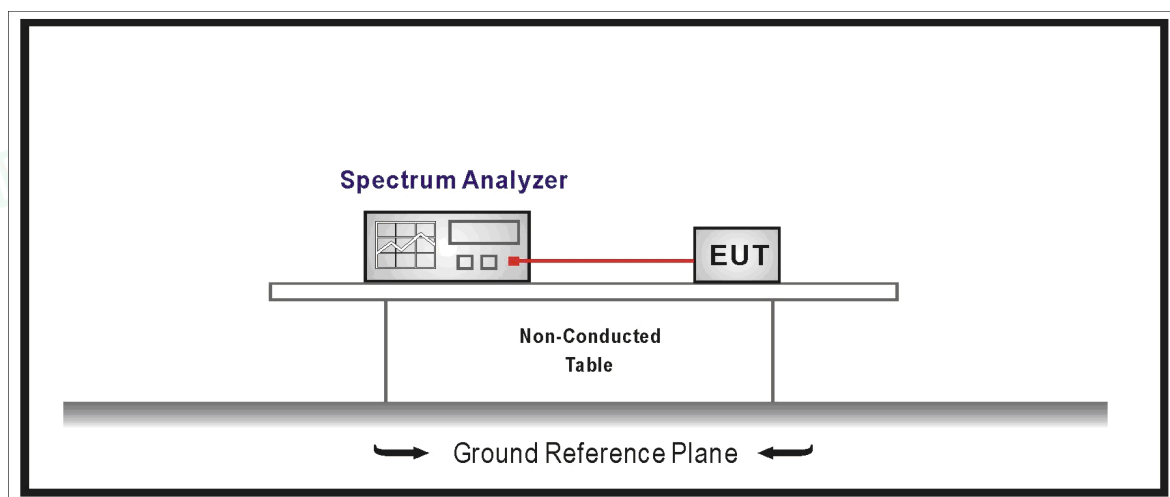 Spectrum Analyzer
EUT
Non-Conducted
Table
Ground Reference Plane